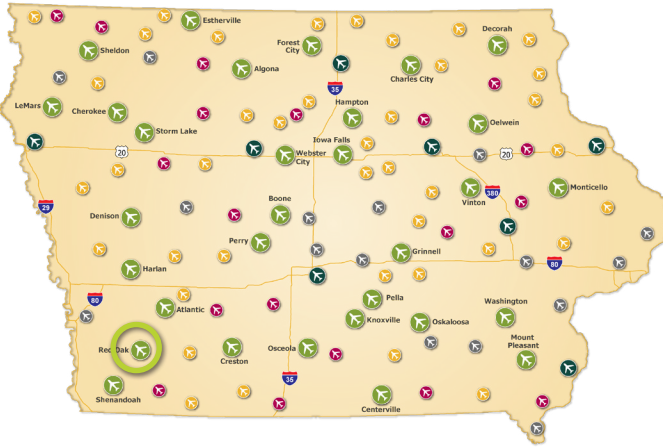 Estherville
Decorah
Forest
City
Sheldon
Algona
Charles City
35
Hampton
LeMars
Cherokee
Storm Lake
Oelwein
Iowa Falls
20
Webster
City
20
29
Denison
Boone
Vinton
380
Monticello
Perry
Grinnell
Harlan
80
80
Atlantic
Pella
Washington
Knoxville
Oskaloosa
Red Oak
Creston
Osceola
Mount
Pleasant
35
Shenandoah
Centerville